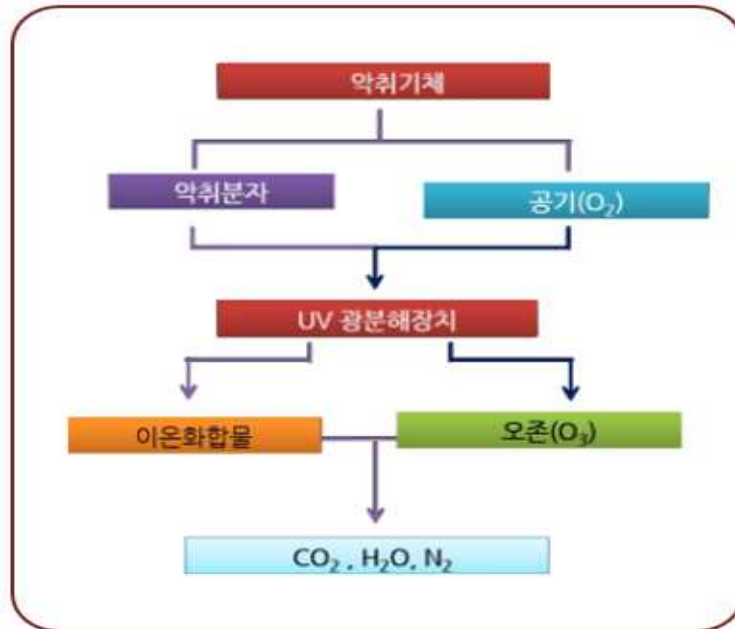 악취기체
악취분자
공기(O₂)
UV 광분해장치
이온화합물
오존(O₃)
CO₂ , H₂O, N₂